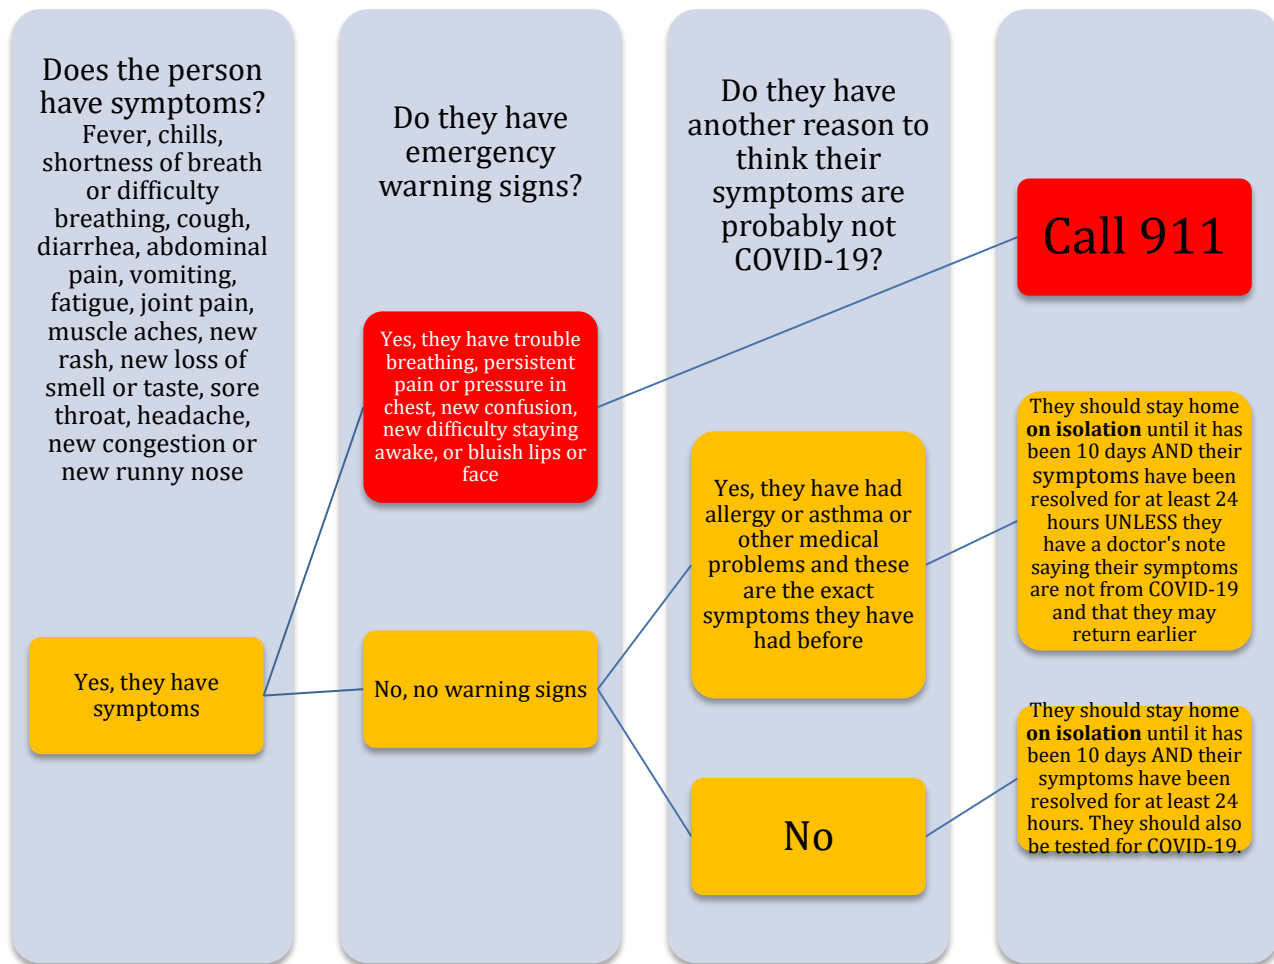 Does the person
have symptoms?
Fever, chills,
shortness of breath
or difficulty
breathing, cough,
diarrhea, abdominal
pain, vomiting,
fatigue, joint pain,
muscle aches, new
rash, new loss of
smell or taste, sore
throat, headache,
new congestion or
new runny nose
Yes, they have
symptoms
Do they have
emergency
warning signs?
Yes, they have trouble
breathing, persistent
pain or pressure in
chest, new confusion,
new difficulty staying
awake, or bluish lips or
face
No, no warning signs
Do they have
another reason to
think their
symptoms are
probably not
COVID-19?
Yes, they have had
allergy or asthma or
other medical
problems and these
are the exact
symptoms they have
had before
No
Call 911
They should stay home
on isolation until it has
been 10 days AND their
symptoms have been
resolved for at least 24
hours UNLESS they
have a doctor's note
saying their symptoms
are not from COVID-19
and that they may
return earlier
They should stay home
on isolation until it has
been 10 days AND their
symptoms have been
resolved for at least 24
hours. They should also
be tested for COVID-19.